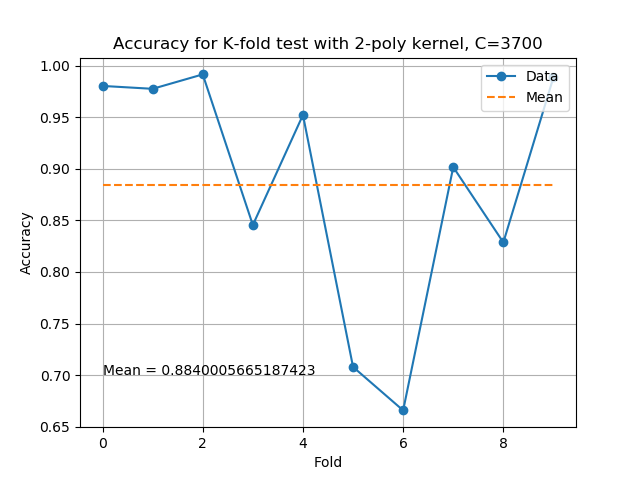 Accuracy for K-fold test with 2-poly kernel, C=3700
1.00
0.95
0.90
0.85
0.80
0.75
0.70
0.65
Accuracy
Data
Mean
Mean = 0.8840005665187423
0 2 4 6 8
Fold